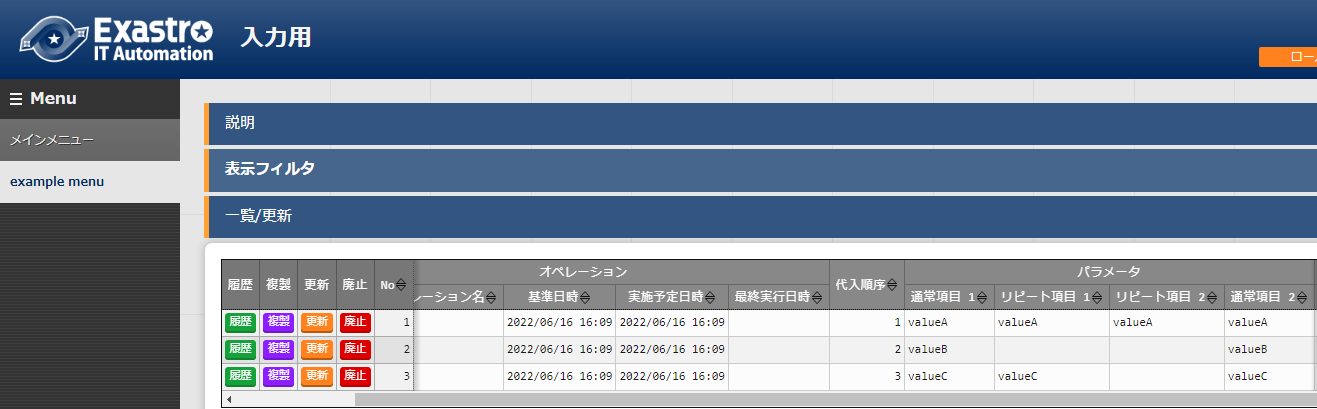 Exastro
IT Automation
入力用
Menu
メインメニュー
example menu
説明
表示フィルタ
一覧/更新
履歴 複製 更新 廃止 No オペレーション 代入順序 パラメータ
レーション名 基準日時 実施予定日時 最終実行日時 通常項目 1 リピート項目 1 リピート項目 2 通常項目 2
履歴 複製 更新 廃止 1 2022/06/16 16:09 2022/06/16 16:09 1 valueA valueA valueA valueA
履歴 複製 更新 廃止 2 2022/06/16 16:09 2022/06/16 16:09 2 valueB valueB
履歴 複製 更新 廃止 3 2022/06/16 16:09 2022/06/16 16:09 3 valueC valueC valueC